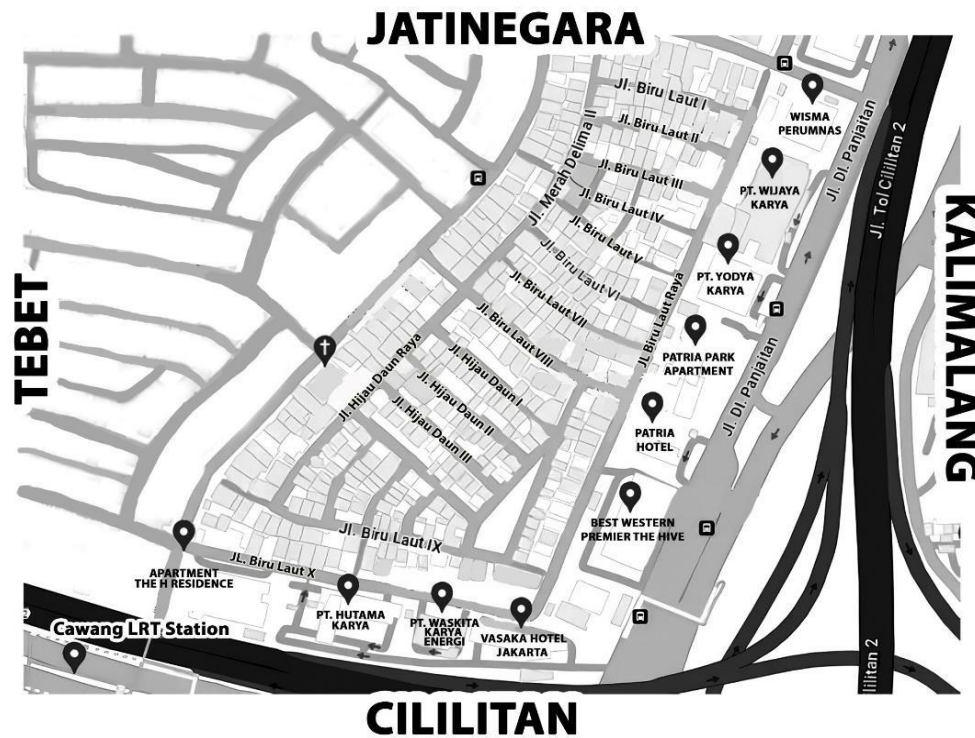 JATINEGARA
Jl. Biru Laut I
Jl. Biru Laut II
WISMA
PERUMNAS
Jl. DI. Panjaitan
Jl. Tol Cililitan 2
Jl. Merah Delima II
Jl. Biru Laut III
PT. WIJAYA
KARYA
Jl. Biru Laut IV
Jl. Biru Laut V
PT. YODYA
KARYA
KALIMALANG
Jl. Biru Laut VI
Jl. Biru Laut VII
TEBET
JL. Biru Laut Raya
Jl. Biru Laut VIII
PATRIA PARK
APARTMENT
Jl. Hijau Daun Raya
Jl. Hijau Daun I
Jl. DI. Panjaitan
Jl. Hijau Daun II
Jl. Hijau Daun III
PATRIA
HOTEL
BEST WESTERN
PREMIER THE HIVE
Jl. Biru Laut IX
JL. Biru Laut X
APARTMENT
THE H RESIDENCE
PT. HUTAMA
KARYA
PT. WASKITA
KARYA
ENERGI
VASAKA HOTEL
JAKARTA
Cawang LRT Station
lilitan 2
CILILITAN